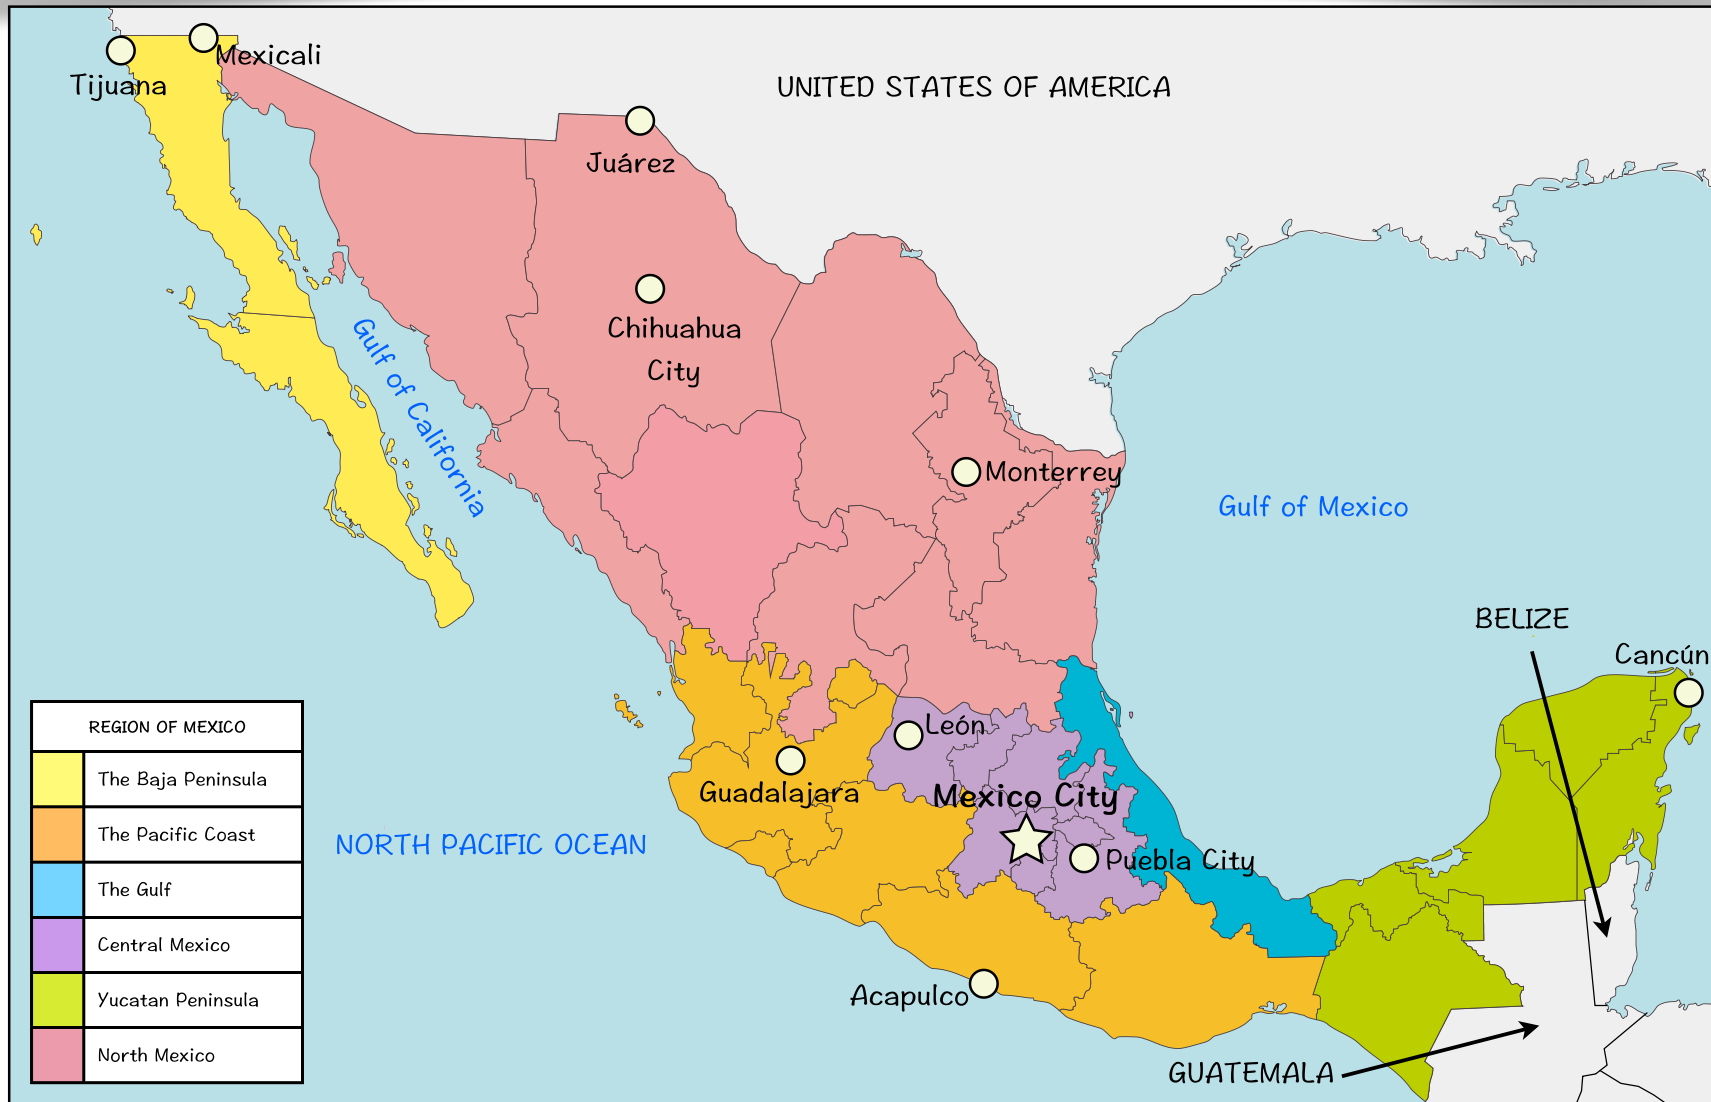 Mexicali
Tijuana
UNITED STATES OF AMERICA
Juárez
Chihuahua
City
Gulf of California
Monterrey
Gulf of Mexico
BELIZE
Cancún
León
Guadalajara
Mexico City
Puebla City
NORTH PACIFIC OCEAN
Acapulco
GUATEMALA
REGION OF MEXICO
The Baja Peninsula
The Pacific Coast
The Gulf
Central Mexico
Yucatan Peninsula
North Mexico